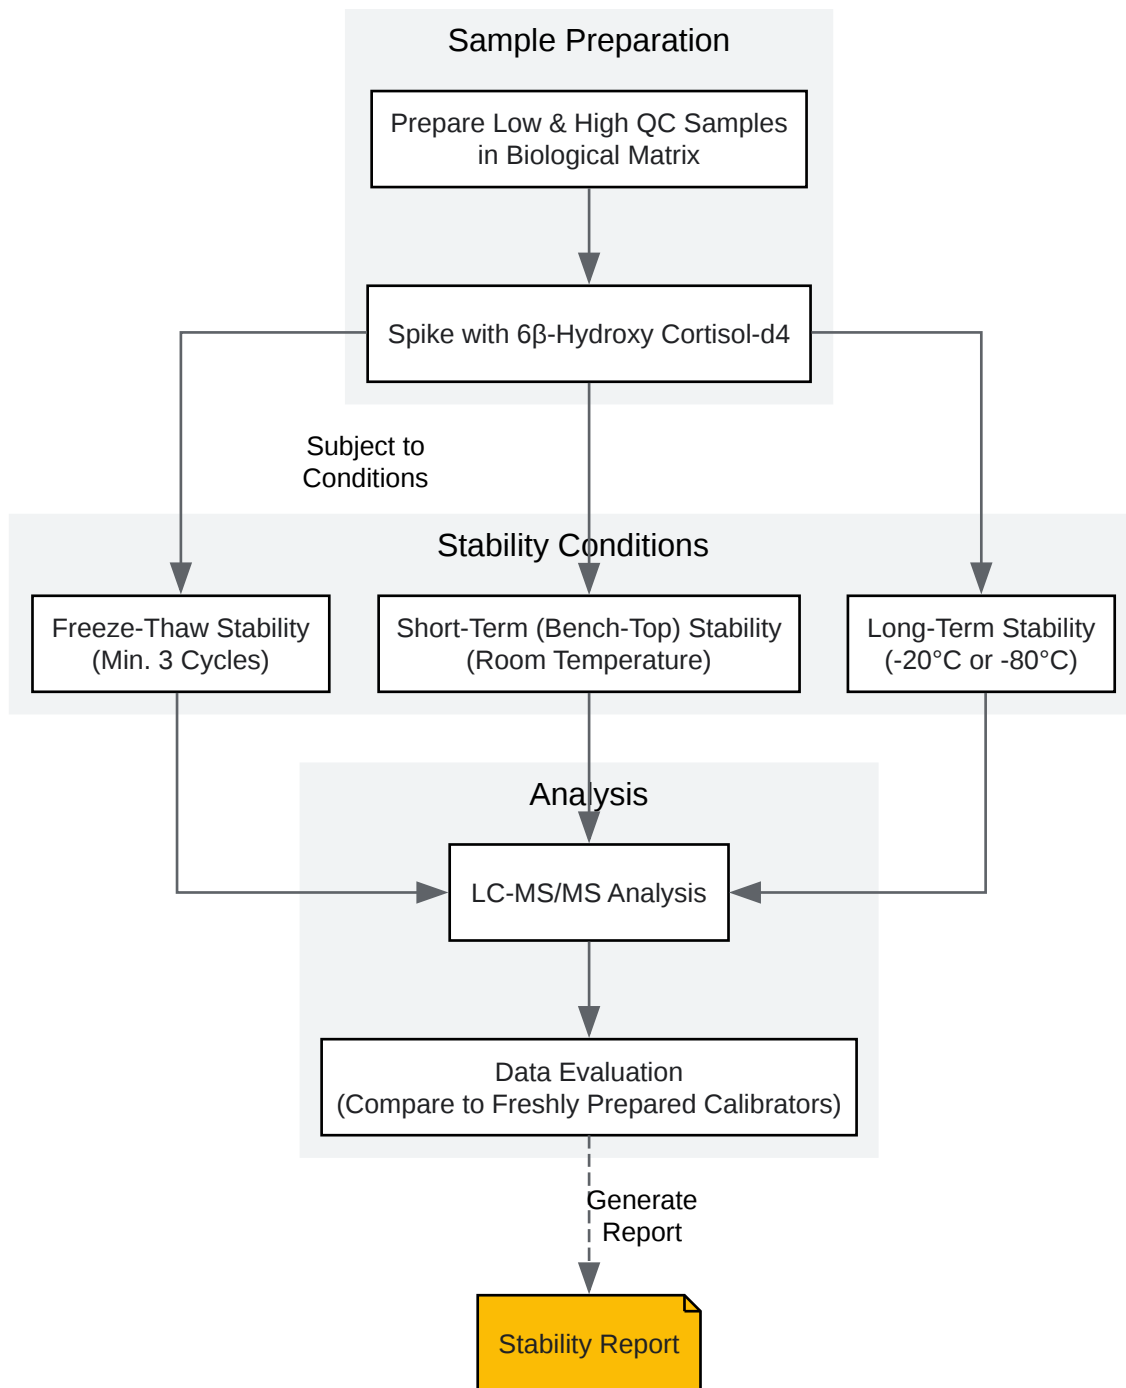 Sample Preparation
Prepare Low & High QC Samples
in Biological Matrix
Spike with 6β-Hydroxy Cortisol-d4
Subject to
Conditions
Stability Conditions
Freeze-Thaw Stability
(Min. 3 Cycles)
Short-Term (Bench-Top) Stability
(Room Temperature)
Long-Term Stability
(-20°C or -80°C)
Analysis
LC-MS/MS Analysis
Data Evaluation
(Compare to Freshly Prepared Calibrators)
Generate
Report
Stability Report